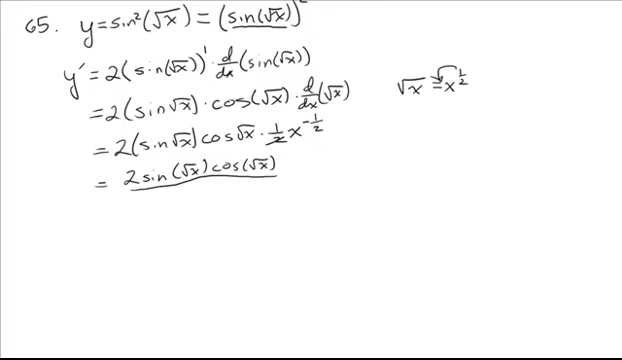 65. y = sin²(√x) = (sin(√x))²
y′ = 2(sin(√x))¹ · d/dx (sin(√x))
= 2(sin√x) · cos(√x) · d/dx(√x) √x = x^1/2
= 2(sin√x) cos√x · 1/2 x^-1/2
= 2 sin(√x) cos(√x)